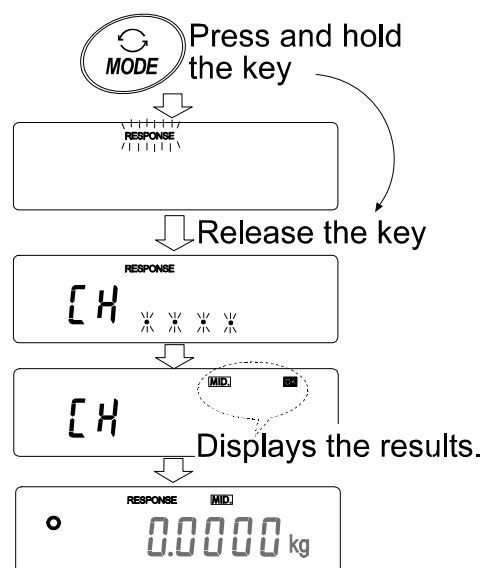 Press and hold
MODE
the key
RESPONSE
Release the key
RESPONSE
CH
MID. OK
CH
Displays the results.
RESPONSE MID.
0.0000 kg